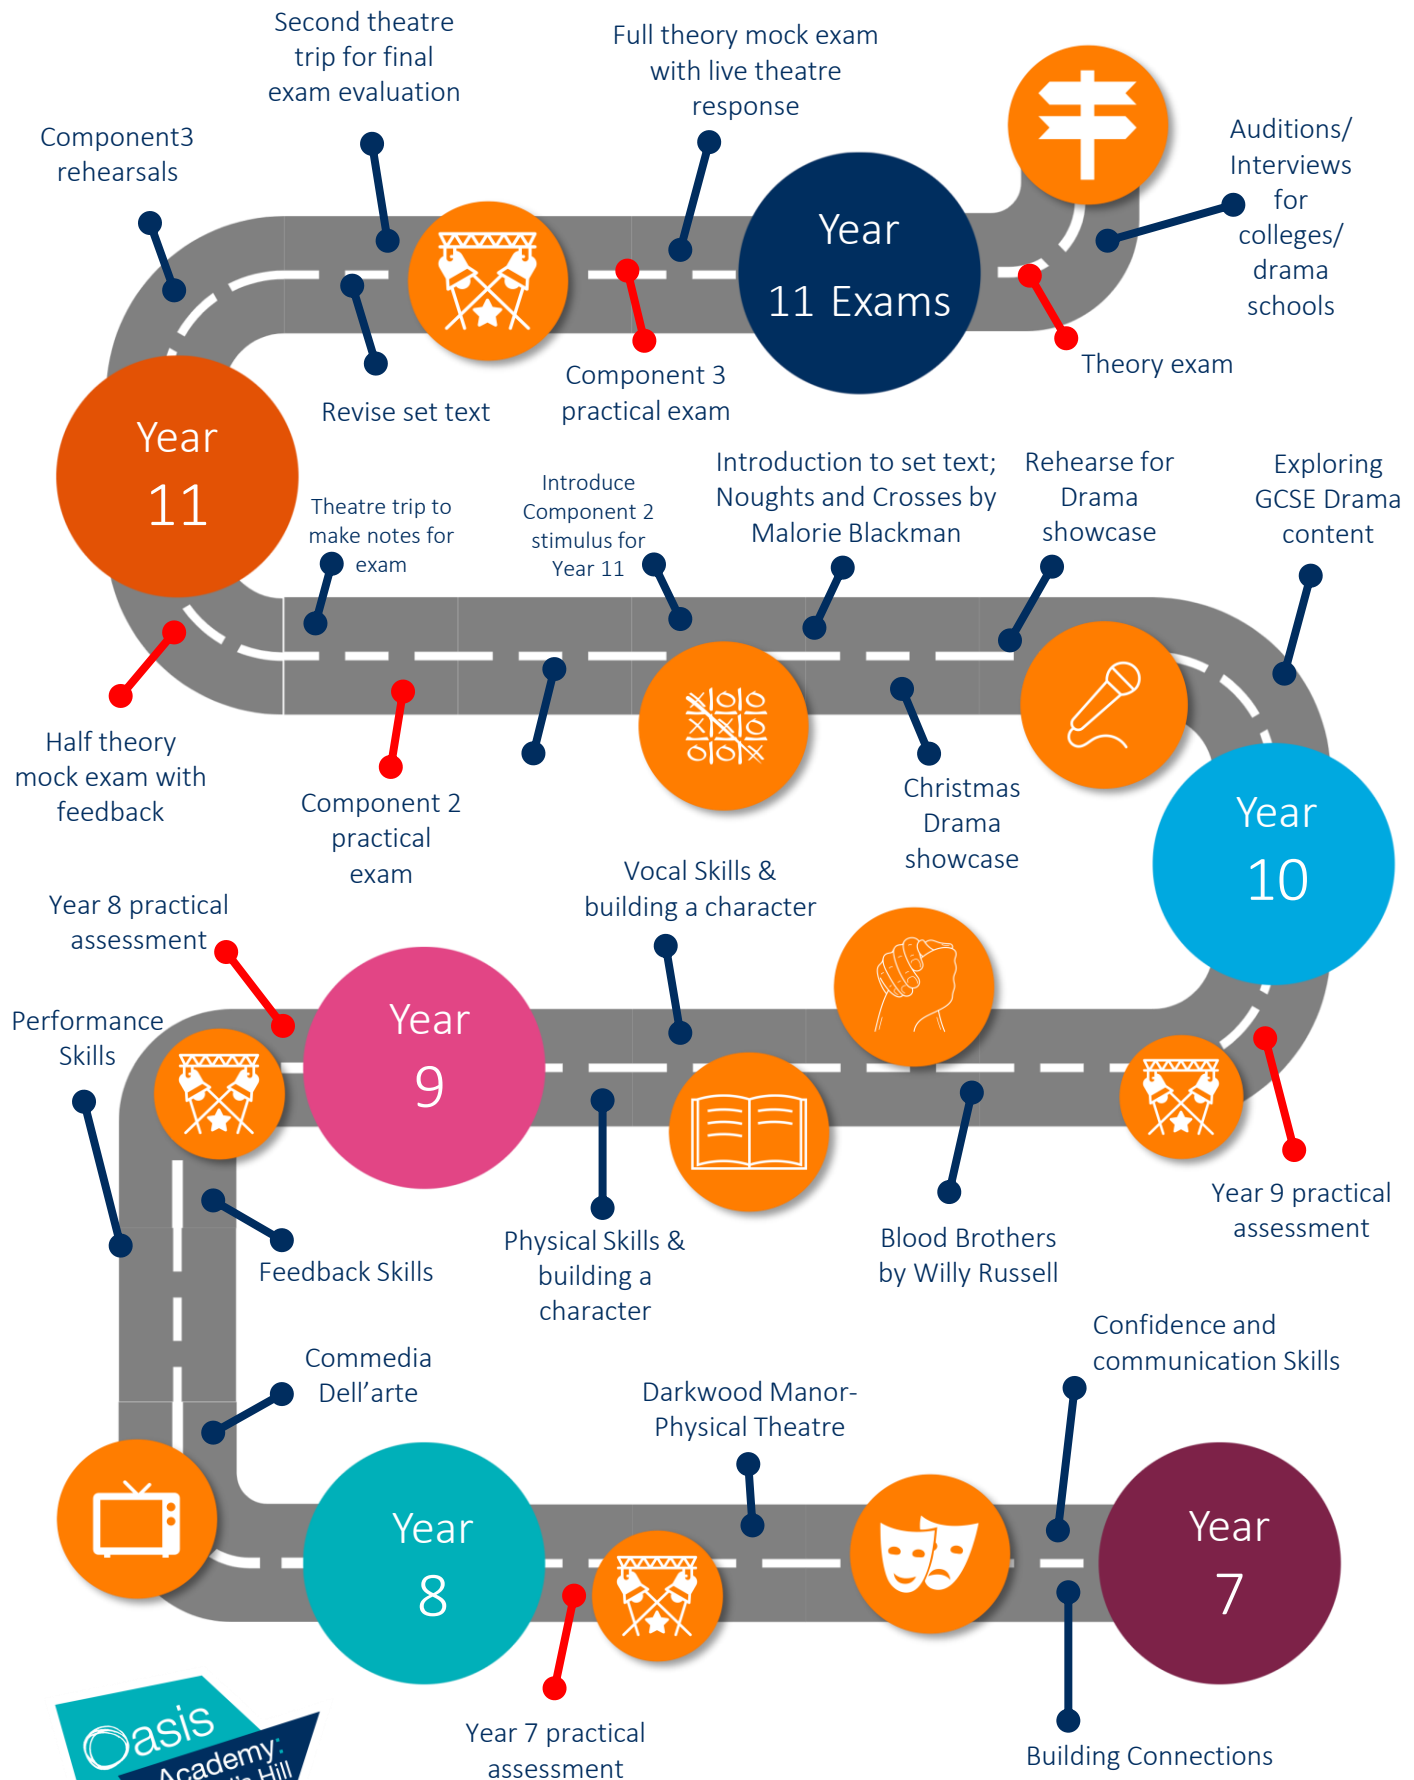 Second theatre
trip for final
exam evaluation
Full theory mock exam
with live theatre
response
Component3
rehearsals
Auditions/
Interviews
for
colleges/
drama
schools
Year
11 Exams
Theory exam
Component 3
practical exam
Revise set text
Year
11
Theatre trip to
make notes for
exam
Introduce
Component 2
stimulus for
Year 11
Introduction to set text;
Noughts and Crosses by
Malorie Blackman
Rehearse for
Drama
showcase
Exploring
GCSE Drama
content
Half theory
mock exam with
feedback
Component 2
practical
exam
Christmas
Drama
showcase
Year
10
Year 8 practical
assessment
Vocal Skills &
building a character
Performance
Skills
Year
9
Feedback Skills
Physical Skills &
building a
character
Blood Brothers
by Willy Russell
Year 9 practical
assessment
Commedia
Dell’arte
Darkwood Manor-
Physical Theatre
Confidence and
communication Skills
Year
8
Year
7
Year 7 practical
assessment
Building Connections
Oasis
Academy:
Hill